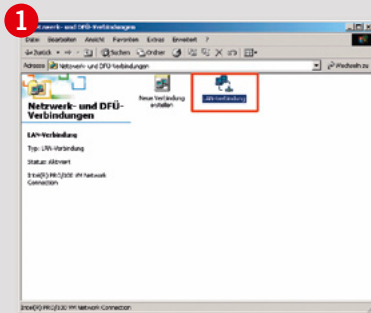 1
Netzwerk- und DFÜ-Verbindungen
Datei Bearbeiten Ansicht Favoriten Extras Erweitert ?
Zurück Suchen Ordner
Adresse Netzwerk- und DFÜ-Verbindungen Wechseln zu
Netzwerk- und DFÜ-
Verbindungen
Neue Verbindung
erstellen
LAN-Verbindung
LAN-Verbindung
Typ: LAN-Verbindung
Status: Aktiviert
Intel(R) PRO/100 VM Network
Connection
Intel(R) PRO/100 VM Network Connection